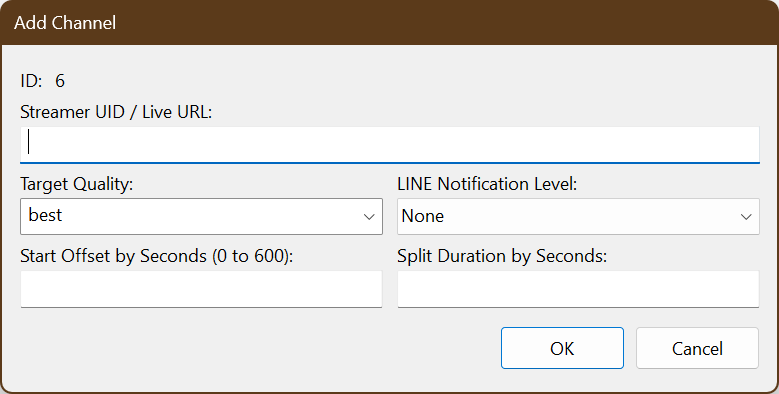 Add Channel
ID: 6
Streamer UID / Live URL:
Target Quality: LINE Notification Level:
best None
Start Offset by Seconds (0 to 600): Split Duration by Seconds:
OK Cancel